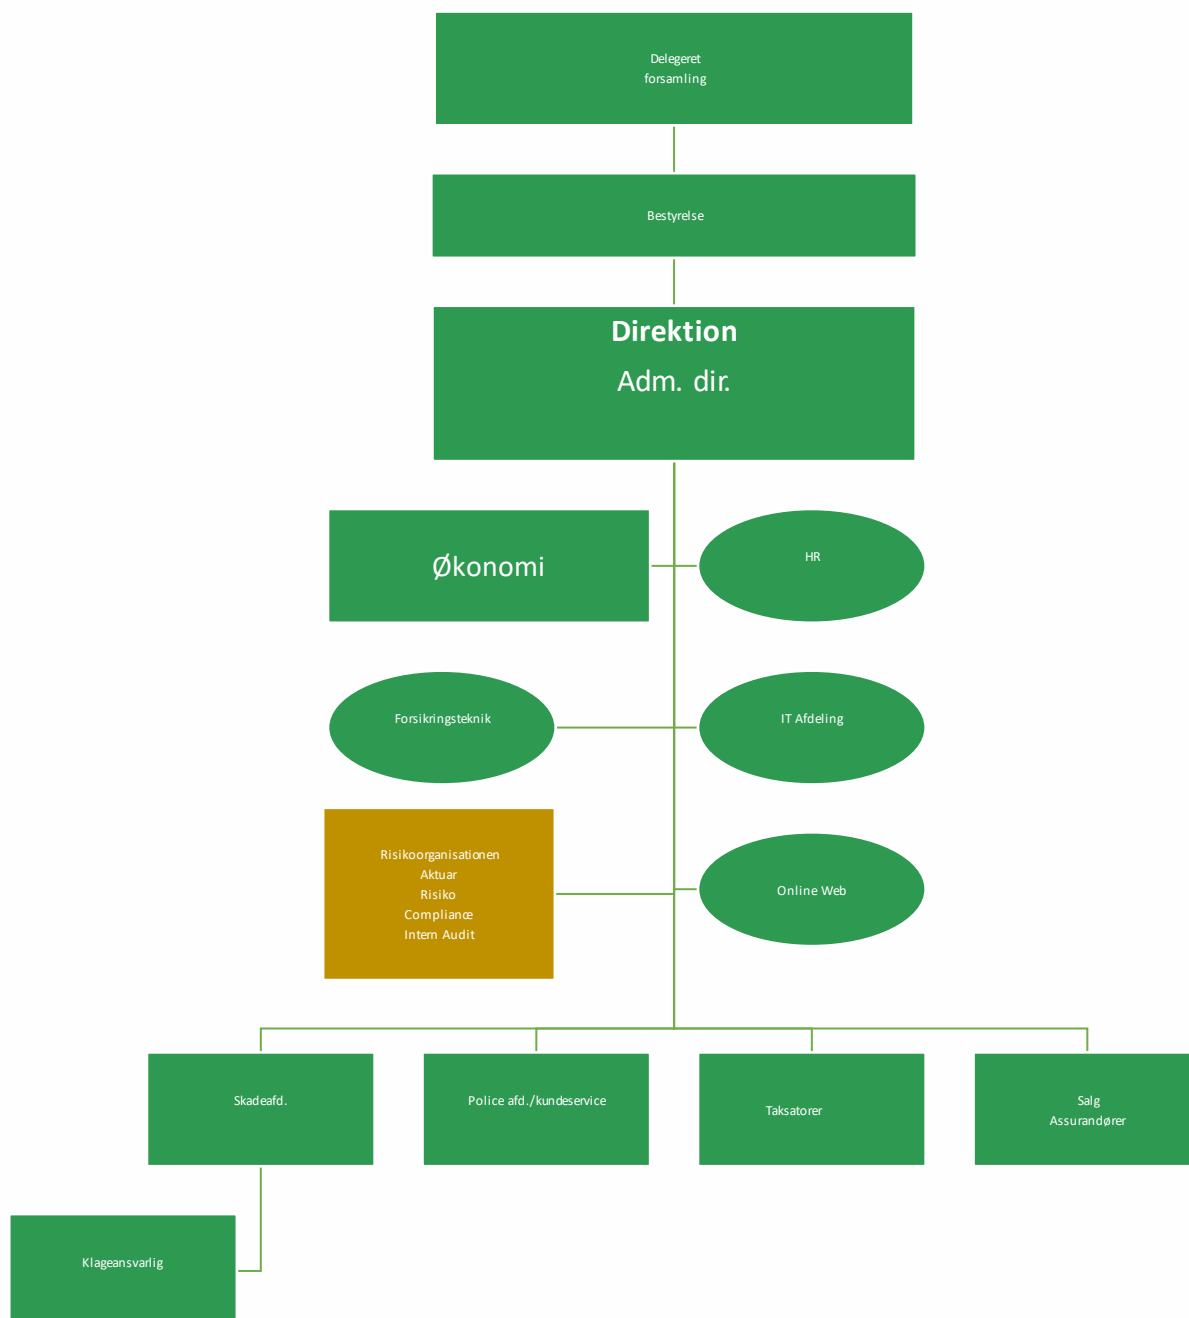 Delegeret
forsamling
Bestyrelse
Direktion
Adm. dir.
Økonomi
HR
Forsikringsteknik
IT Afdeling
Risikoorganisationen
Aktuar
Risiko
Compliance
Intern Audit
Online Web
Skadeafd.
Police afd./kundeservice
Taksatorer
Salg
Assurandører
Klageansvarlig